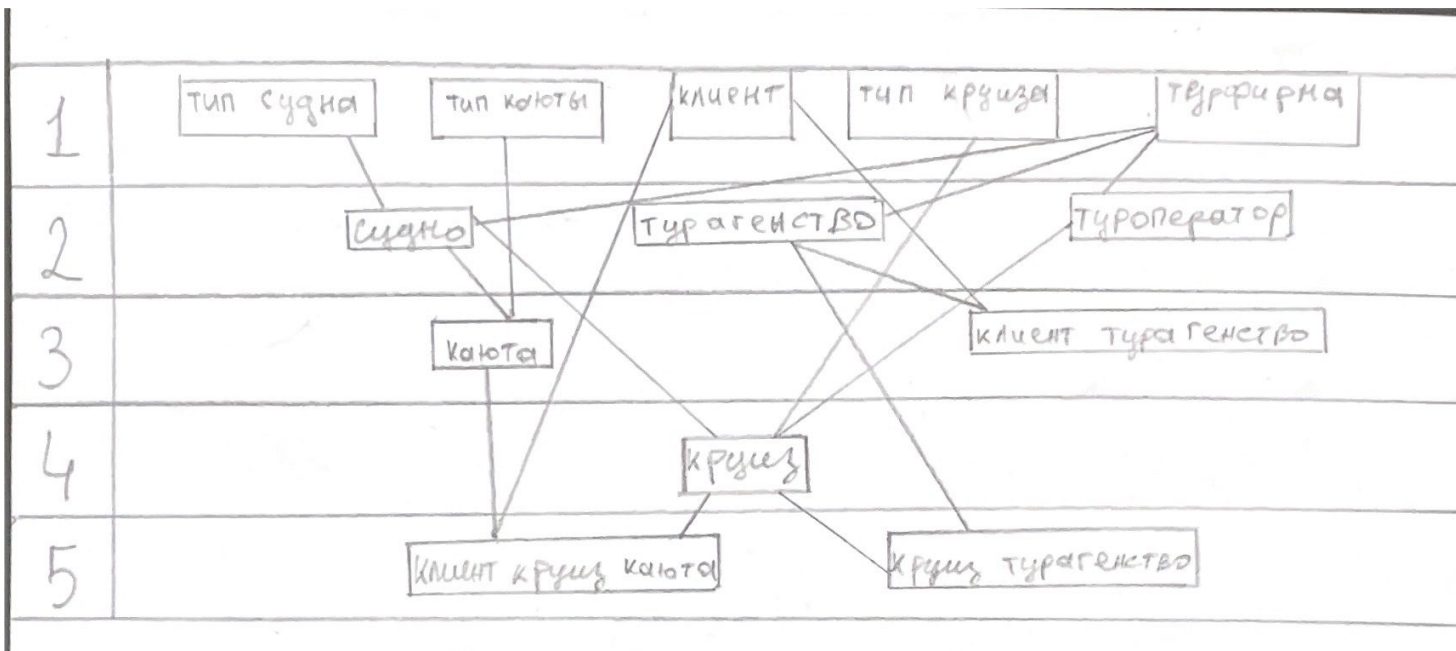 1
тип судна
тип каюты
клиент
тип круиза
турфирма
2
судно
турагенство
туроператор
3
каюта
клиент турагенство
4
круиз
5
клиент круиз каюта
круиз турагенство